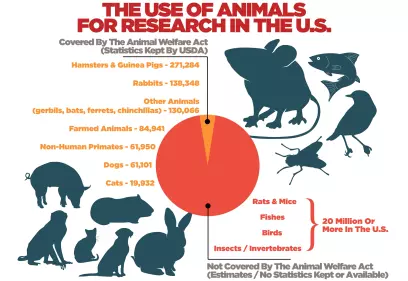 THE USE OF ANIMALS
FOR RESEARCH IN THE U.S.
Covered By The Animal Welfare Act
(Statistics Kept By USDA)
Hamsters & Guinea Pigs - 271,284
Rabbits - 138,348
Other Animals
(gerbils, bats, ferrets, chinchillas) - 130,066
Farmed Animals - 84,941
Non-Human Primates - 61,950
Dogs - 61,101
Cats - 19,932
Rats & Mice
Fishes
Birds
Insects / Invertebrates
20 Million Or
More In The U.S.
Not Covered By The Animal Welfare Act
(Estimates / No Statistics Kept or Available)